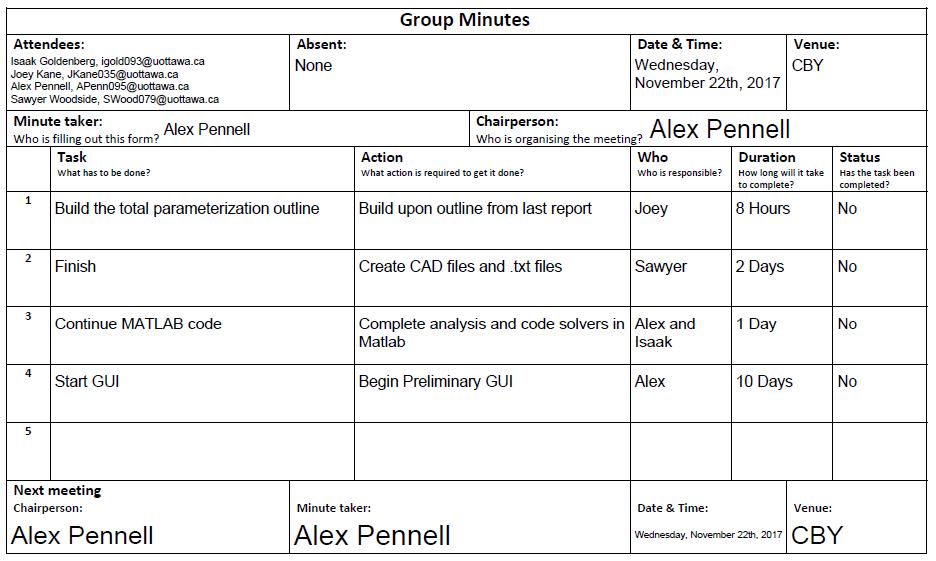 Group Minutes
Attendees:
Isaak Goldenberg, igold093@uottawa.ca
Joey Kane, JKane035@uottawa.ca
Alex Pennell, APenn095@uottawa.ca
Sawyer Woodside, SWood079@uottawa.ca
Absent:
None
Date & Time:
Wednesday,
November 22th, 2017
Venue:
CBY
Minute taker:
Who is filling out this form? Alex Pennell
Chairperson:
Who is organising the meeting? Alex Pennell
Task
What has to be done?
Action
What action is required to get it done?
Who
Who is responsible?
Duration
How long will it take
to complete?
Status
Has the task been
completed?
1
Build the total parameterization outline
Build upon outline from last report
Joey
8 Hours
No
2
Finish
Create CAD files and .txt files
Sawyer
2 Days
No
3
Continue MATLAB code
Complete analysis and code solvers in
Matlab
Alex and
Isaak
1 Day
No
4
Start GUI
Begin Preliminary GUI
Alex
10 Days
No
5
Next meeting
Chairperson:
Alex Pennell
Minute taker:
Alex Pennell
Date & Time:
Wednesday, November 22th, 2017
Venue:
CBY